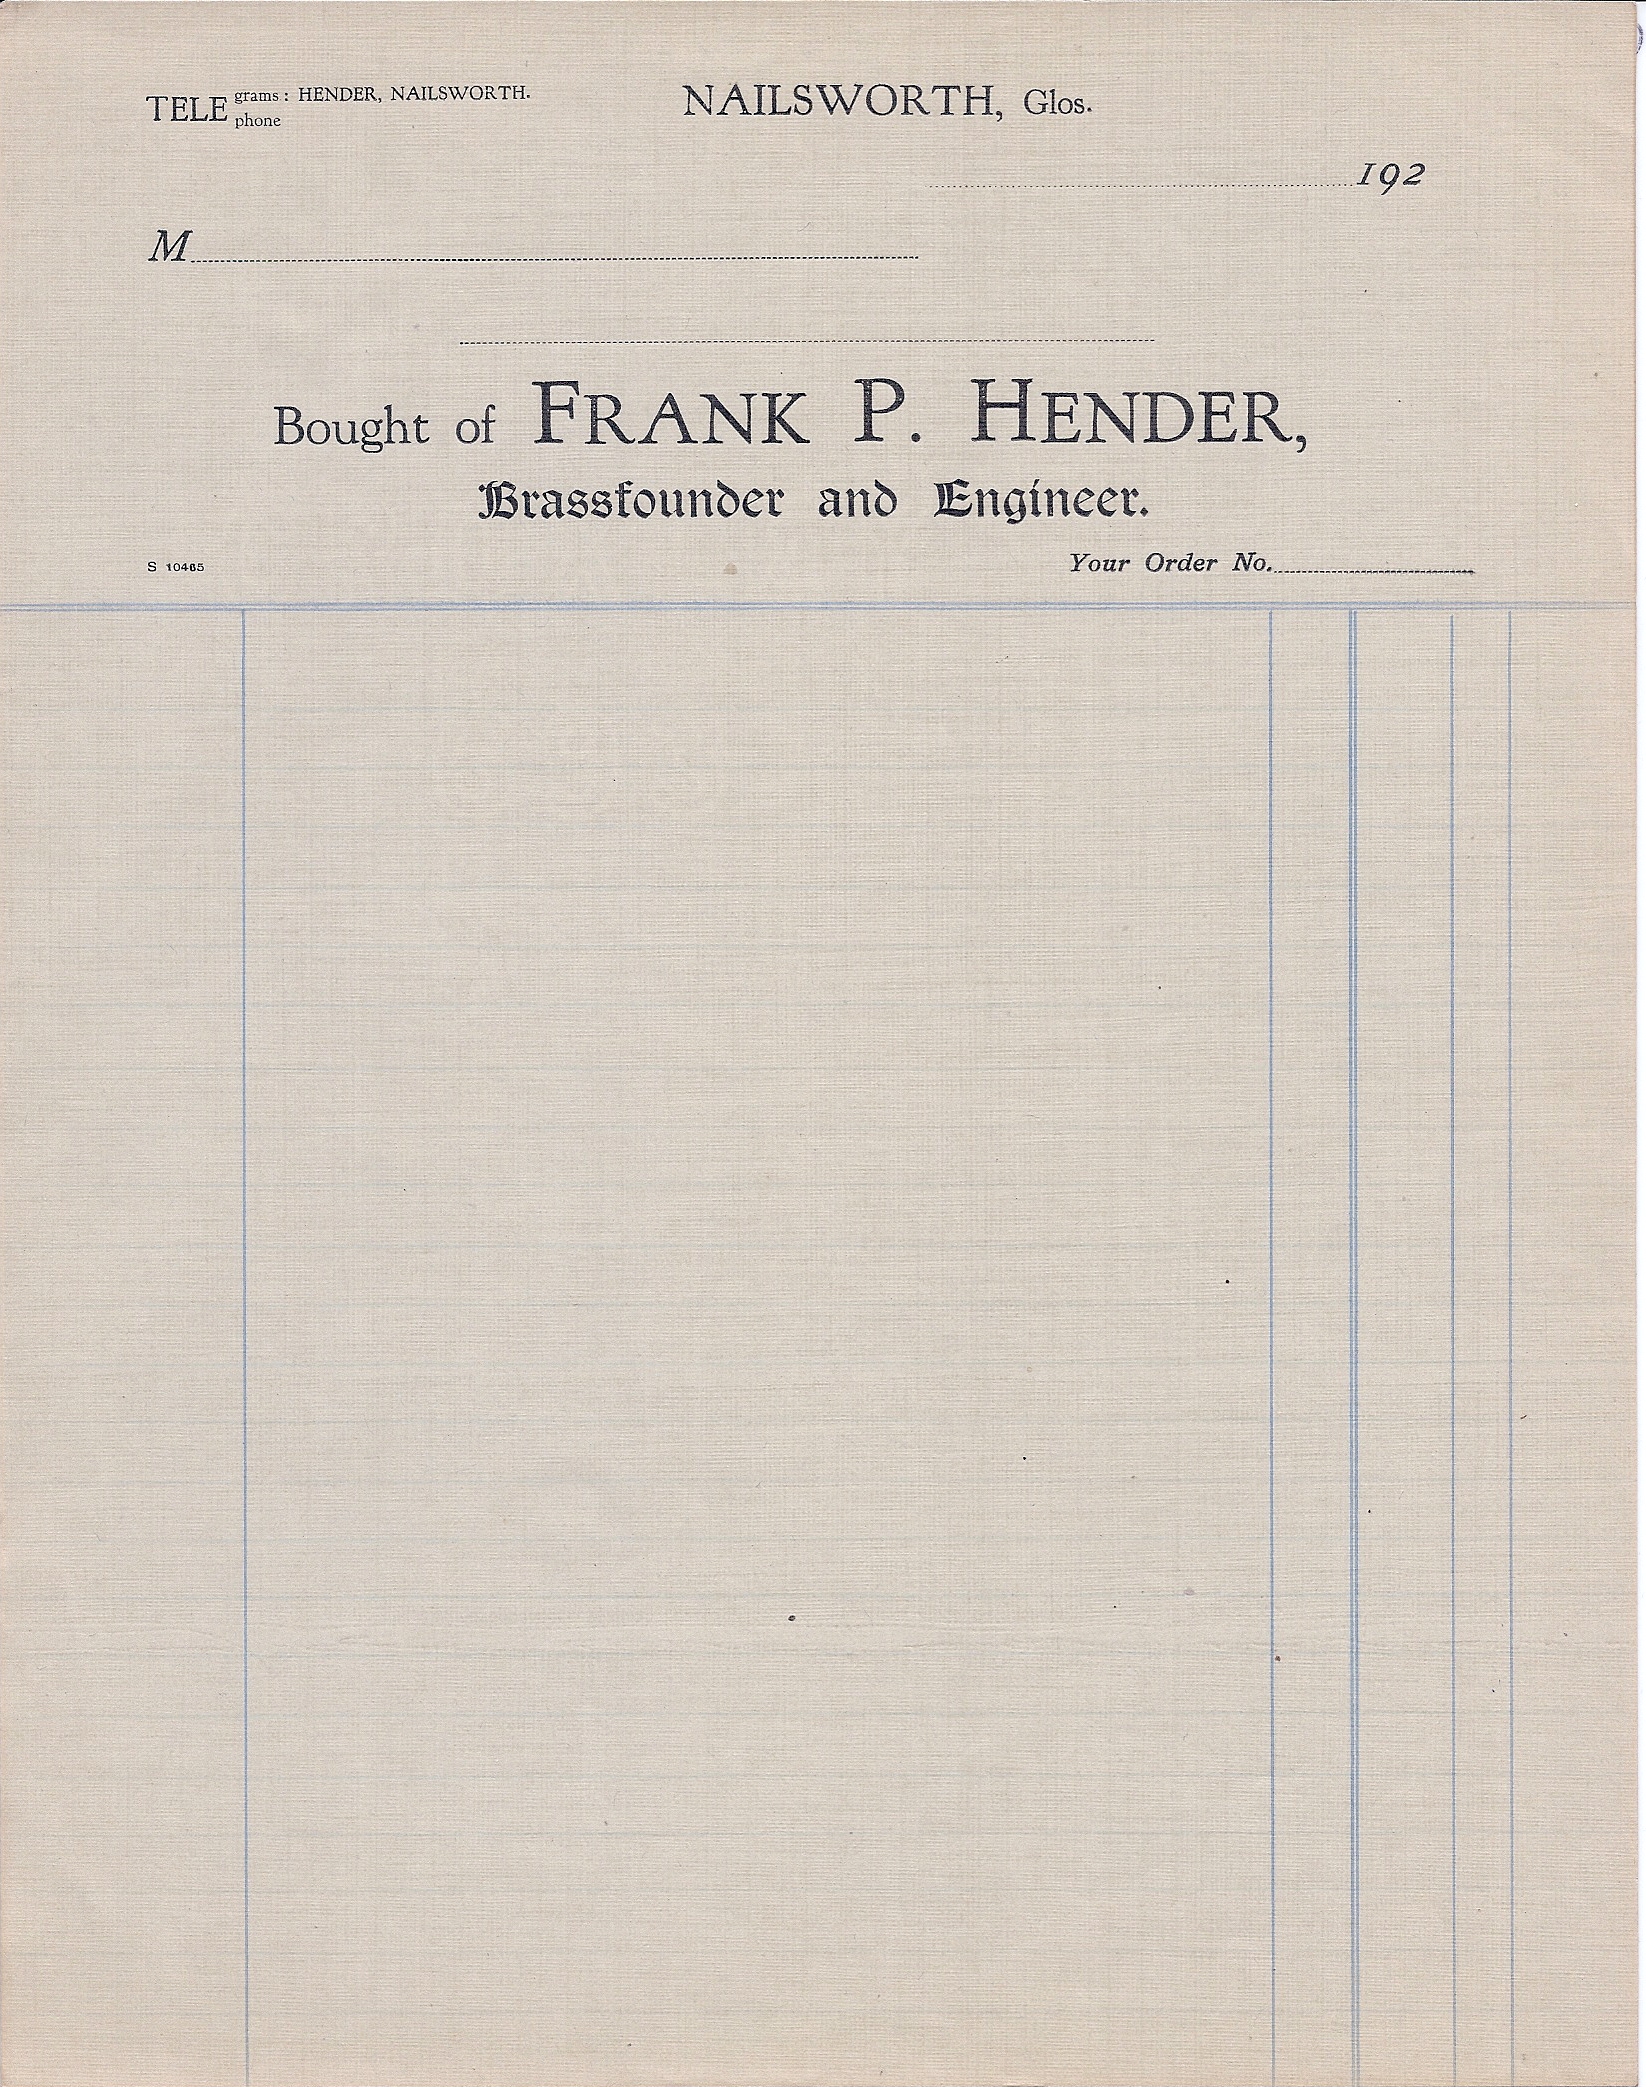 TELE grams: HENDER, NAILSWORTH.
phone
NAILSWORTH, Glos.
192
M
Bought of FRANK P. HENDER,
Brassfounder and Engineer.
S 10465
Your Order No.